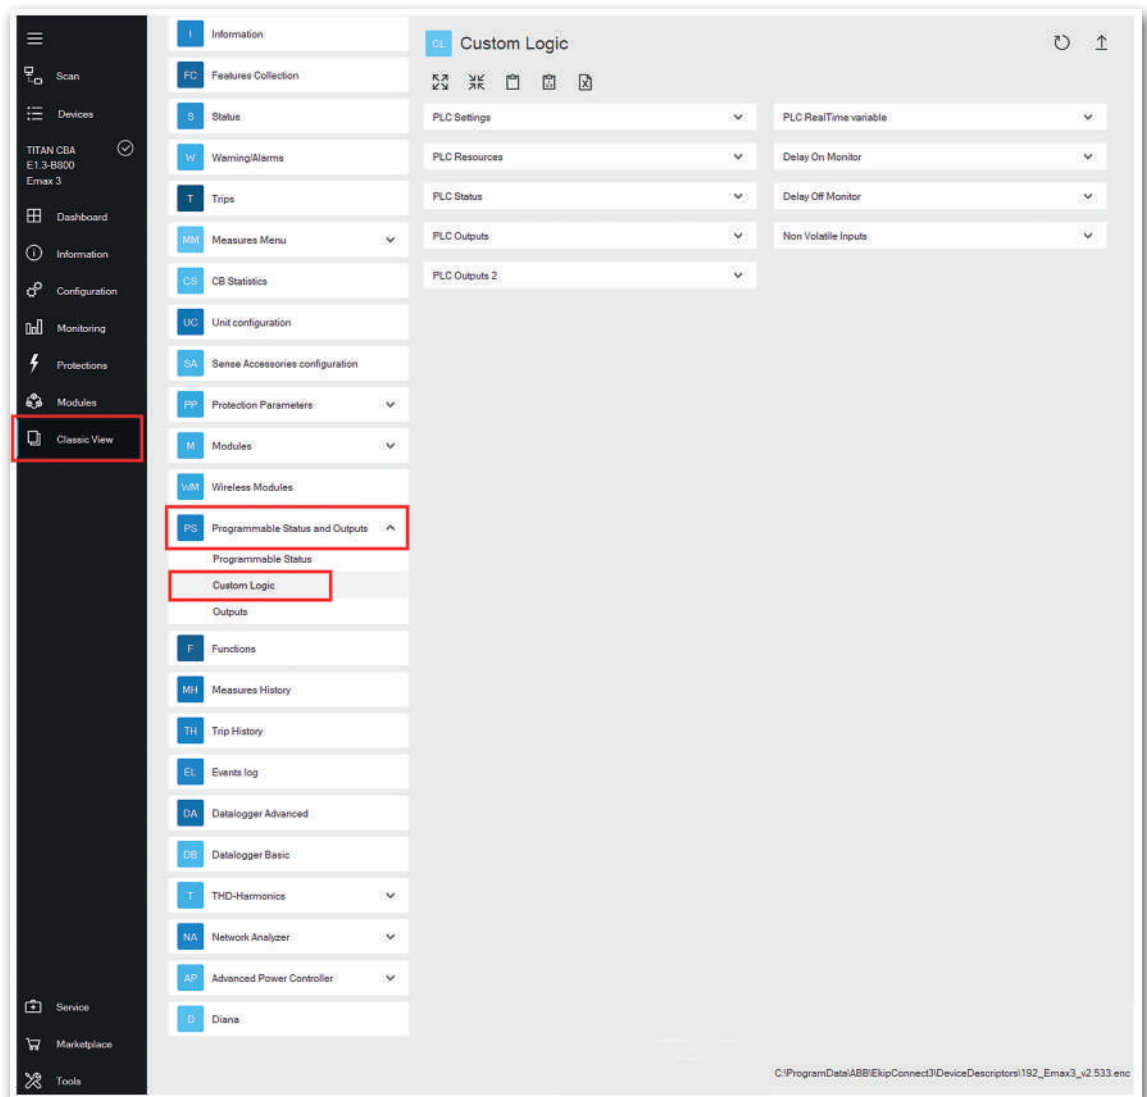 Scan
Devices
TITAN CBA
E1.3-B800
Emax 3
Dashboard
Information
Configuration
Monitoring
Protections
Modules
Classic View
Service
Marketplace
Tools
I Information
FC Features Collection
S Status
W Warning/Alarms
T Trips
MM Measures Menu
CS CB Statistics
UC Unit configuration
SA Sense Accessories configuration
PP Protection Parameters
M Modules
WM Wireless Modules
PS Programmable Status and Outputs
Programmable Status
Custom Logic
Outputs
F Functions
MH Measures History
TH Trip History
EL Events log
DA Datalogger Advanced
DB Datalogger Basic
T THD-Harmonics
NA Network Analyzer
AP Advanced Power Controller
D Diana
CL Custom Logic
PLC Settings
PLC Resources
PLC Status
PLC Outputs
PLC Outputs 2
PLC RealTime variable
Delay On Monitor
Delay Off Monitor
Non Volatile Inputs
C:\ProgramData\ABB\EkipConnect3\DeviceDescriptors\192_Emax3_v2.533.enc